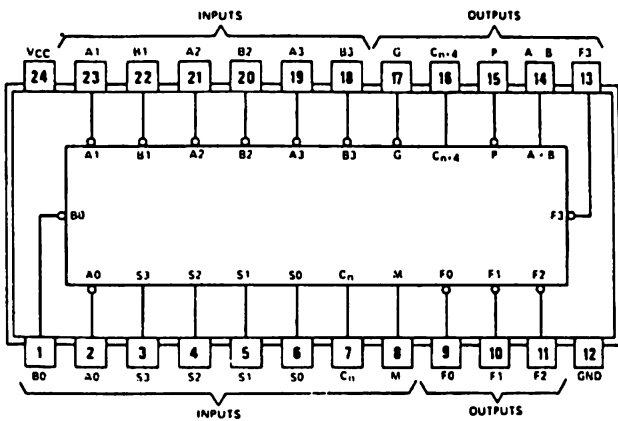 INPUTS OUTPUTS
VCC A1 B1 A2 B2 A3 B3 G Cn+4 P A B F3
24 23 22 21 20 19 18 17 16 15 14 13
A1 B1 A2 B2 A3 B3 G Cn+4 P A·B
B0 F3
A0 S3 S2 S1 S0 Cn M F0 F1 F2
1 2 3 4 5 6 7 8 9 10 11 12
B0 A0 S3 S2 S1 S0 Cn M F0 F1 F2 GND
INPUTS OUTPUTS